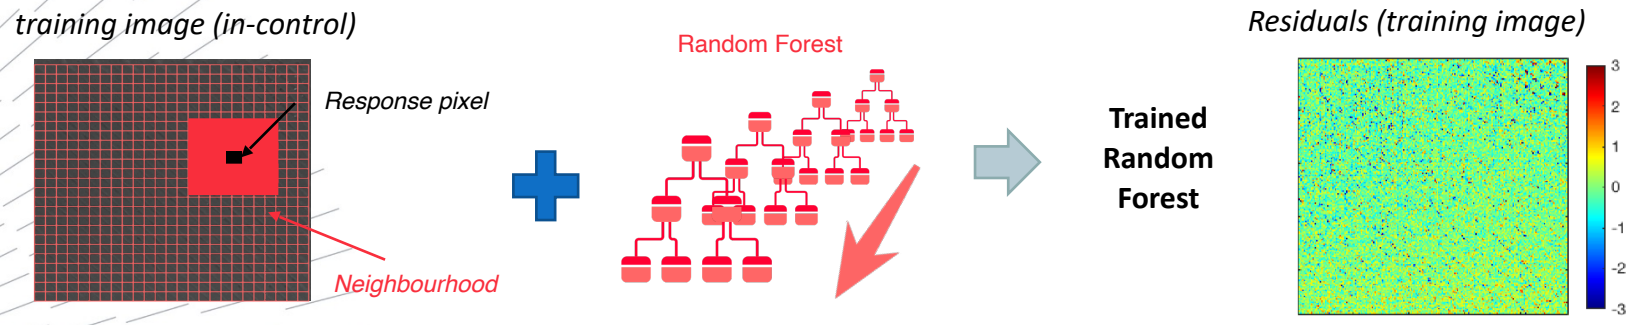 training image (in-control)
Response pixel
Neighbourhood
Random Forest
Trained
Random
Forest
Residuals (training image)
3
2
1
0
-1
-2
-3